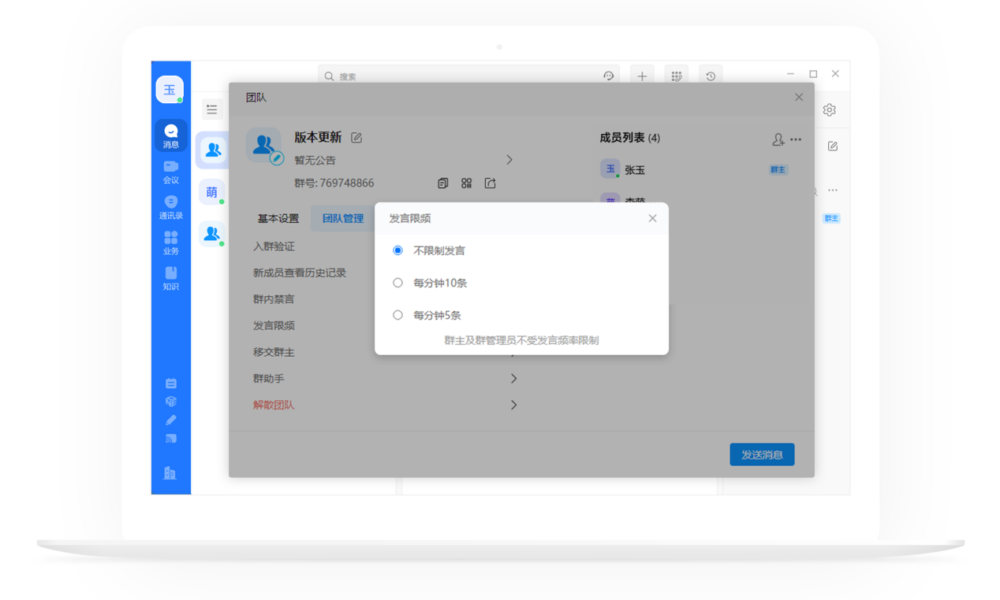 玉
搜索
消息
会议
通讯录
业务
知识
萌
团队
版本更新
暂无公告
群号: 769748866
成员列表 (4)
玉 张玉 群主
群主
基本设置 团队管理
入群验证
新成员查看历史记录
群内禁言
发言限频
移交群主
群助手
解散团队
发言限频
不限制发言
每分钟10条
每分钟5条
群主及群管理员不受发言频率限制
发送消息